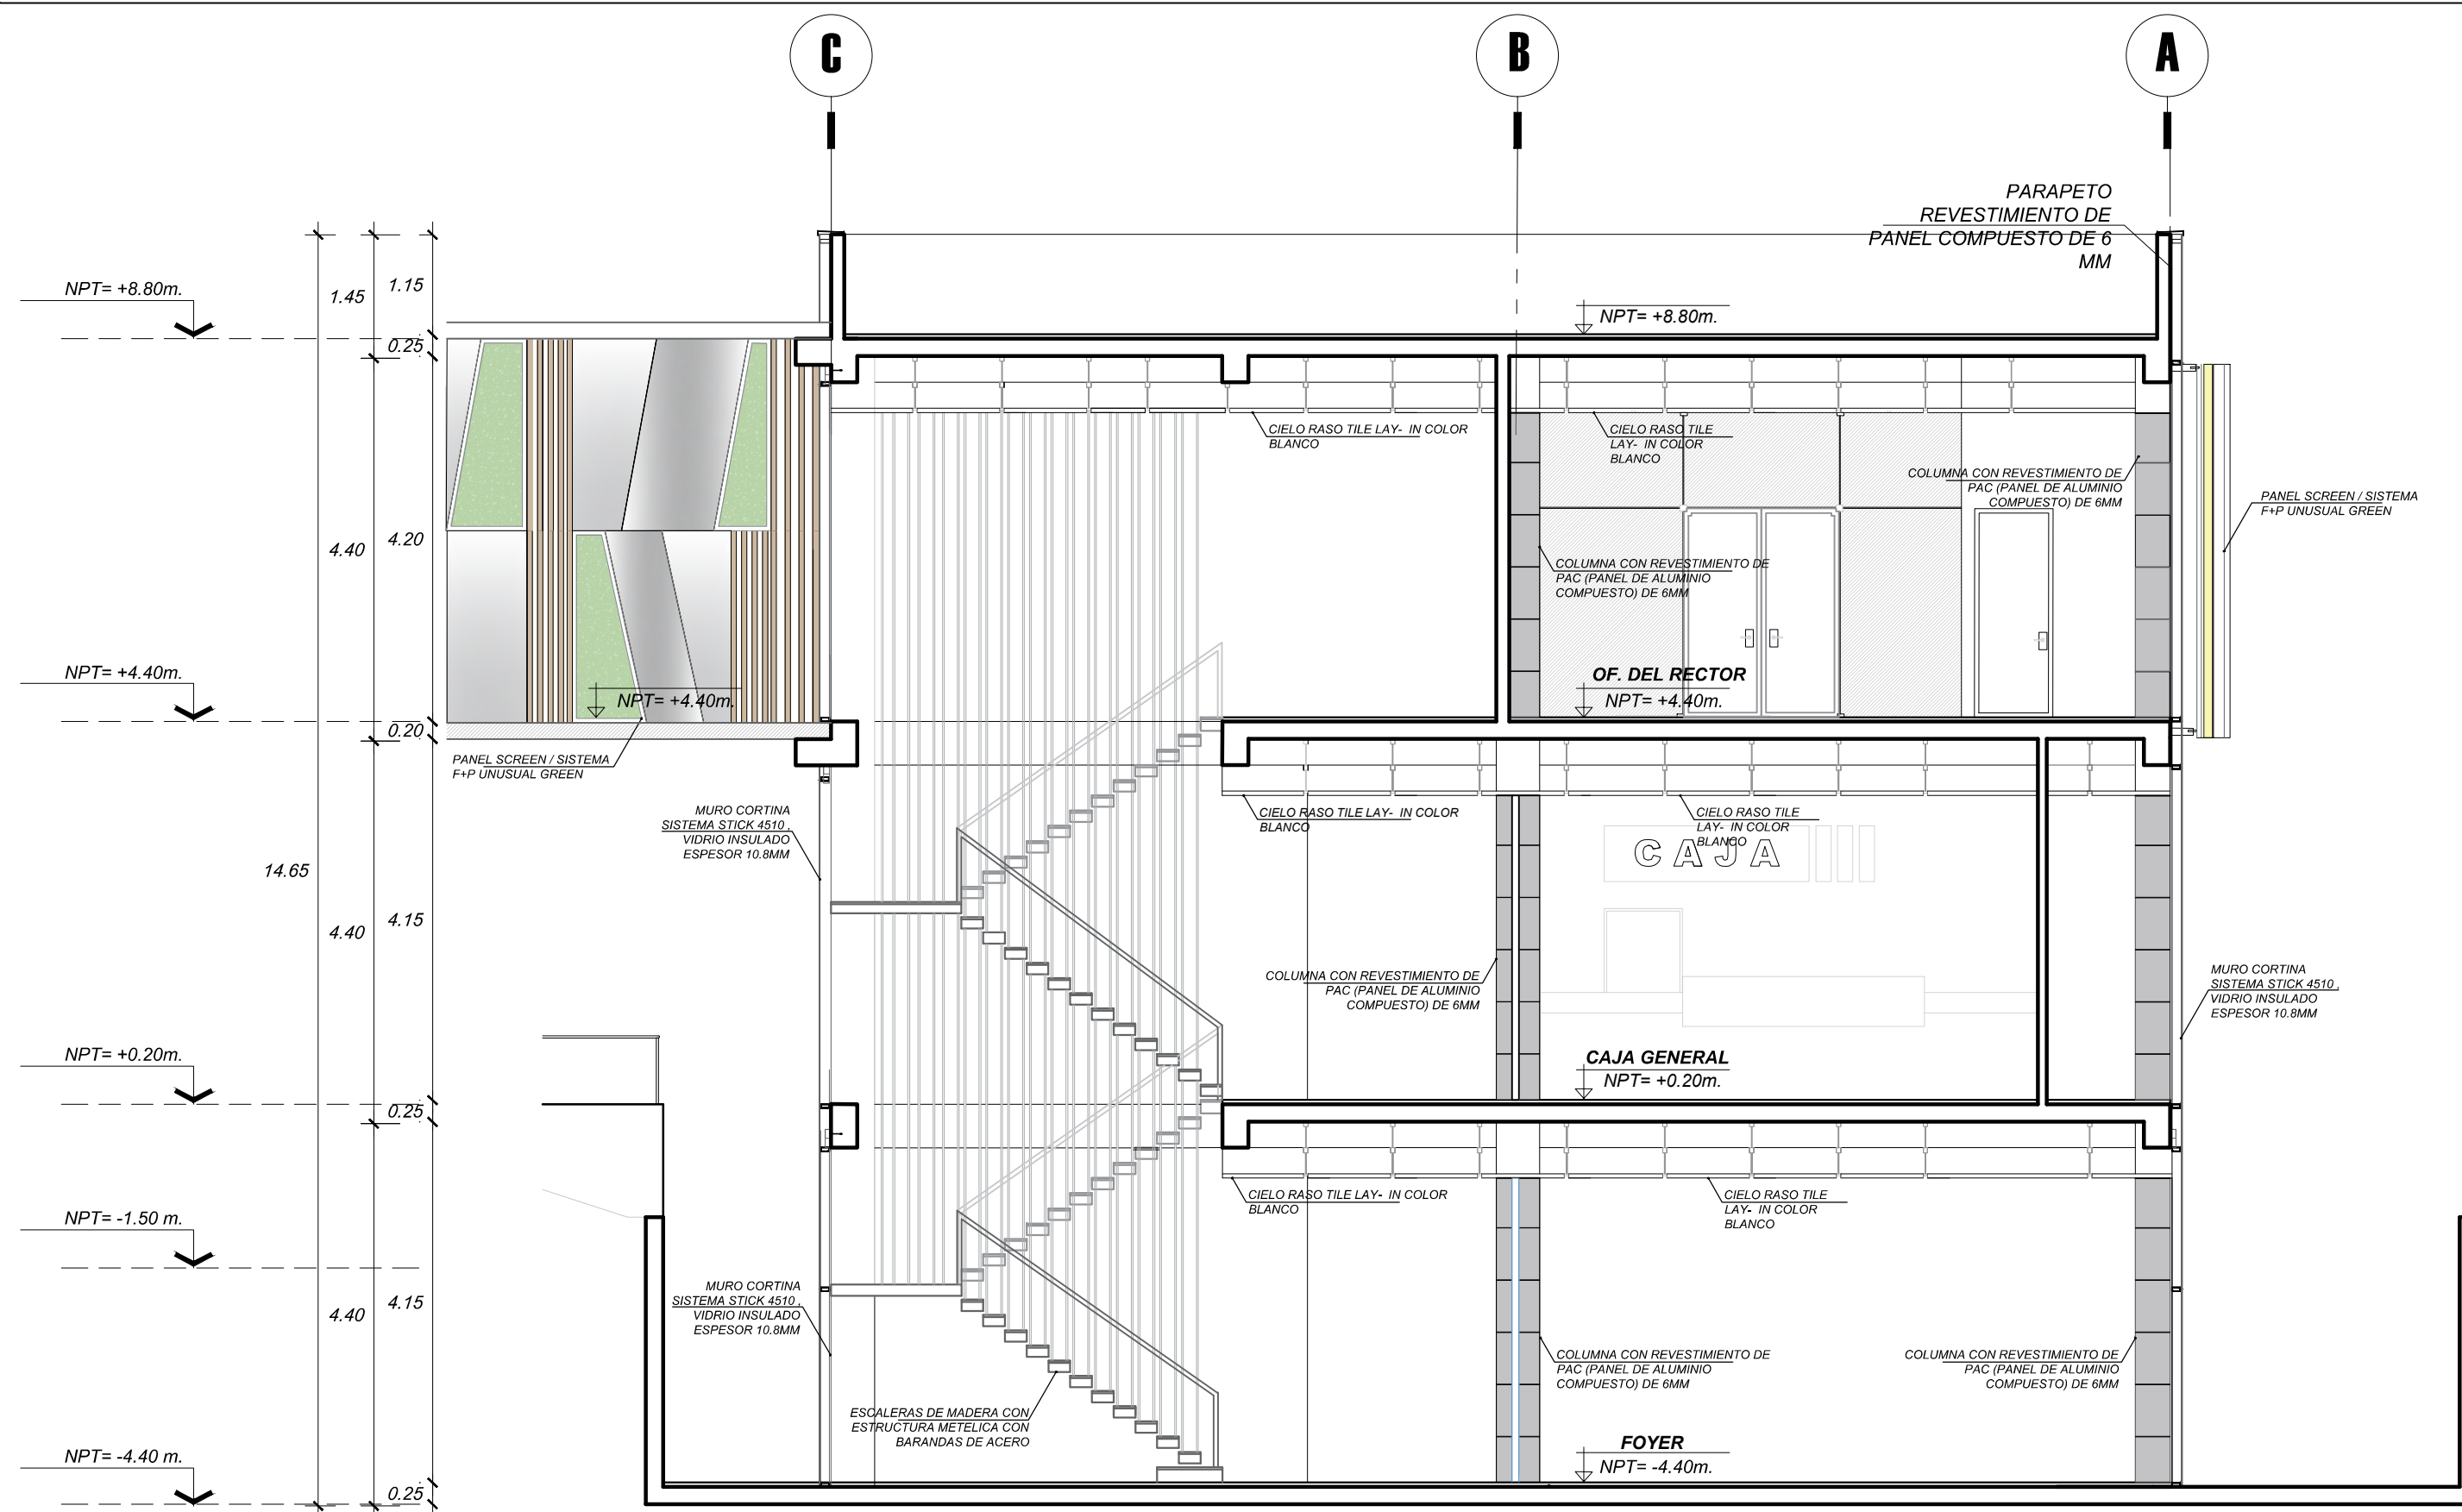 C
B
A
PARAPETO
REVESTIMIENTO DE
PANEL COMPUESTO DE 6
MM
NPT= +8.80m.
1.45
1.15
0.25
NPT= +8.80m.
CIELO RASO TILE LAY- IN COLOR
BLANCO
CIELO RASO TILE
LAY- IN COLOR
BLANCO
COLUMNA CON REVESTIMIENTO DE
PAC (PANEL DE ALUMINIO
COMPUESTO) DE 6MM
PANEL SCREEN / SISTEMA
F+P UNUSUAL GREEN
4.40
4.20
COLUMNA CON REVESTIMIENTO DE
PAC (PANEL DE ALUMINIO
COMPUESTO) DE 6MM
NPT= +4.40m.
NPT= +4.40m.
OF. DEL RECTOR
NPT= +4.40m.
0.20
PANEL SCREEN / SISTEMA
F+P UNUSUAL GREEN
MURO CORTINA
SISTEMA STICK 4510 ,
VIDRIO INSULADO
ESPESOR 10.8MM
CIELO RASO TILE LAY- IN COLOR
BLANCO
CIELO RASO TILE
LAY- IN COLOR
BLANCO
CAJA
14.65
4.40
4.15
COLUMNA CON REVESTIMIENTO DE
PAC (PANEL DE ALUMINIO
COMPUESTO) DE 6MM
MURO CORTINA
SISTEMA STICK 4510 ,
VIDRIO INSULADO
ESPESOR 10.8MM
NPT= +0.20m.
CAJA GENERAL
NPT= +0.20m.
0.25
CIELO RASO TILE LAY- IN COLOR
BLANCO
CIELO RASO TILE
LAY- IN COLOR
BLANCO
NPT= -1.50 m.
4.40
4.15
MURO CORTINA
SISTEMA STICK 4510 ,
VIDRIO INSULADO
ESPESOR 10.8MM
COLUMNA CON REVESTIMIENTO DE
PAC (PANEL DE ALUMINIO
COMPUESTO) DE 6MM
COLUMNA CON REVESTIMIENTO DE
PAC (PANEL DE ALUMINIO
COMPUESTO) DE 6MM
ESCALERAS DE MADERA CON
ESTRUCTURA METELICA CON
BARANDAS DE ACERO
NPT= -4.40 m.
FOYER
NPT= -4.40m.
0.25